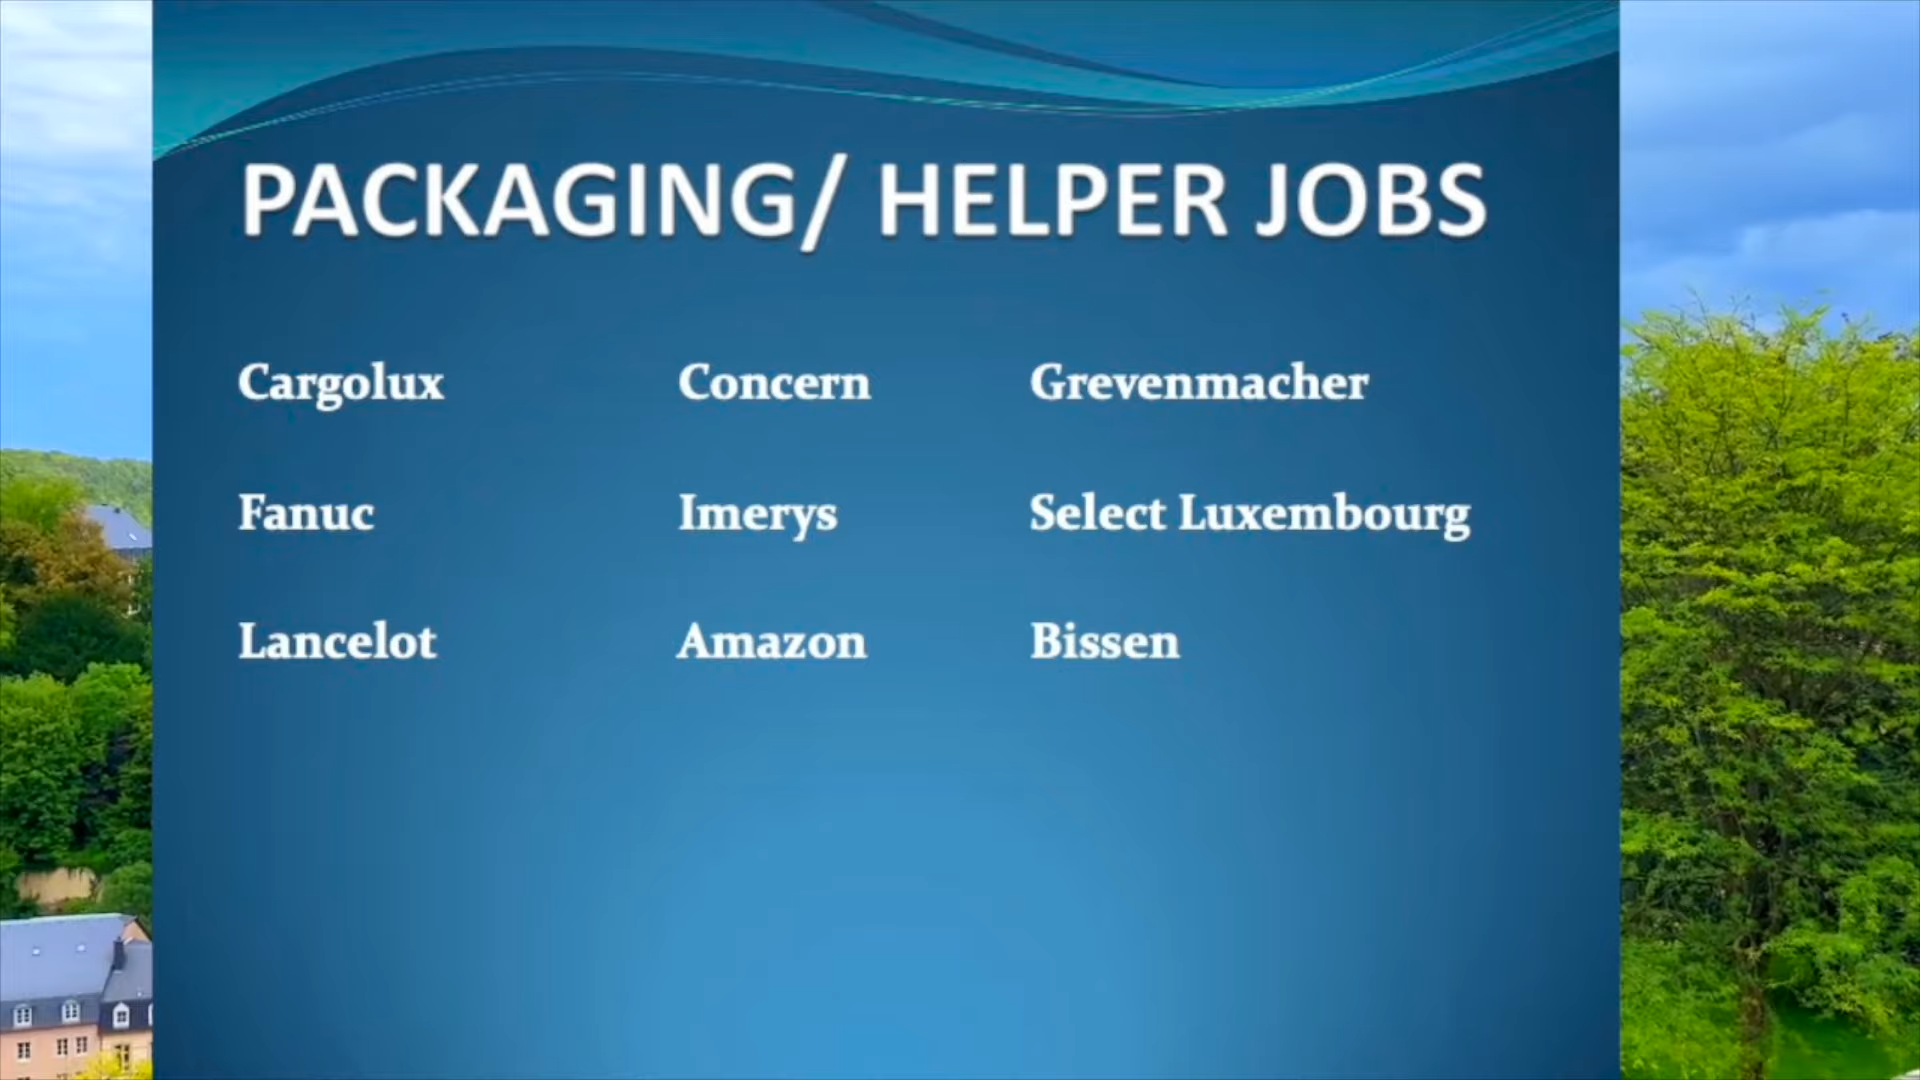 PACKAGING/ HELPER JOBS
Cargolux Concern Grevenmacher
Fanuc Imerys Select Luxembourg
Lancelot Amazon Bissen